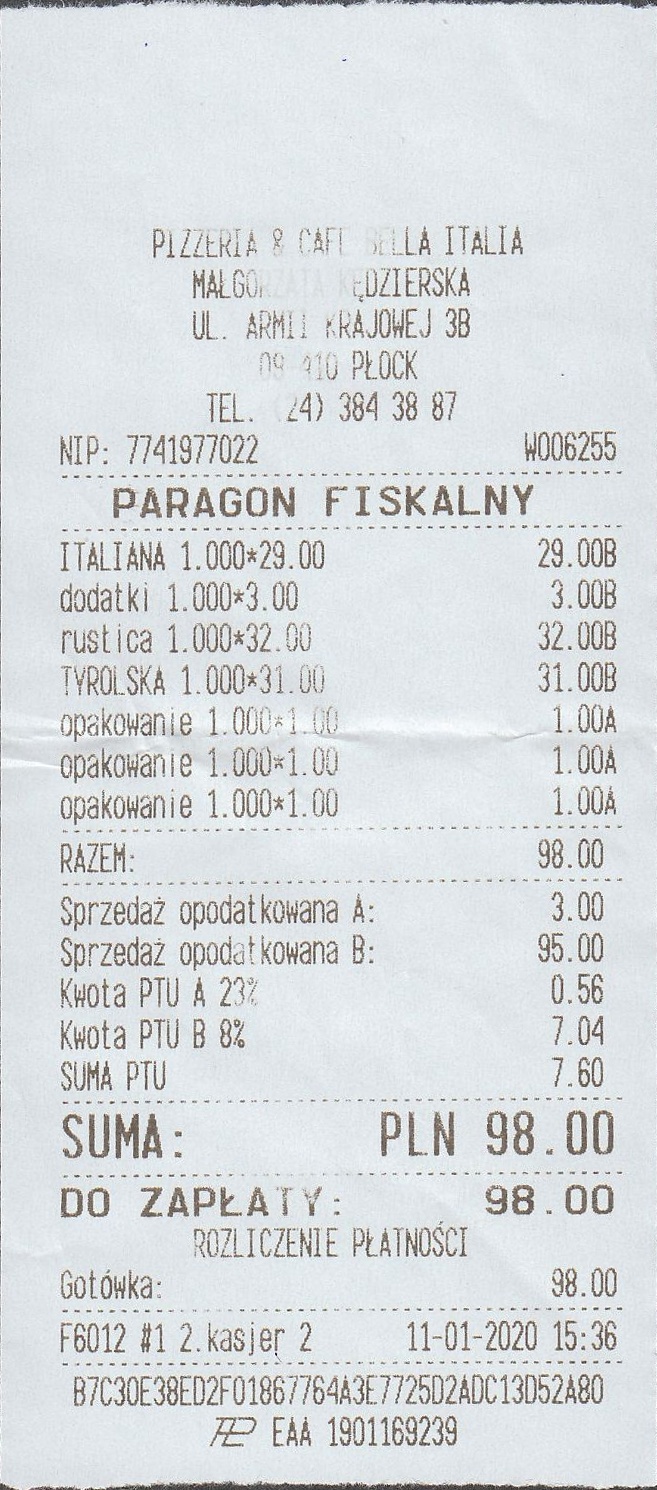 PIZZERIA & CAFE BELLA ITALIA
MAŁGORZATA KĘDZIERSKA
UL. ARMII KRAJOWEJ 3B
09-410 PŁOCK
TEL. (24) 384 38 87
NIP: 7741977022 W006255
PARAGON FISKALNY
ITALIANA 1.000*29.00 29.00B
dodatki 1.000*3.00 3.00B
rustica 1.000*32.00 32.00B
TYROLSKA 1.000*31.00 31.00B
opakowanie 1.000*1.00 1.00A
opakowanie 1.000*1.00 1.00A
opakowanie 1.000*1.00 1.00A
RAZEM: 98.00
Sprzedaż opodatkowana A: 3.00
Sprzedaż opodatkowana B: 95.00
Kwota PTU A 23% 0.56
Kwota PTU B 8% 7.04
SUMA PTU 7.60
SUMA: PLN 98.00
DO ZAPŁATY: 98.00
ROZLICZENIE PŁATNOŚCI
Gotówka: 98.00
F6012 #1 2.kasjer 2 11-01-2020 15:36
B7C30E38ED2F01867764A3E7725D2ADC13D52A80
EAA 1901169239